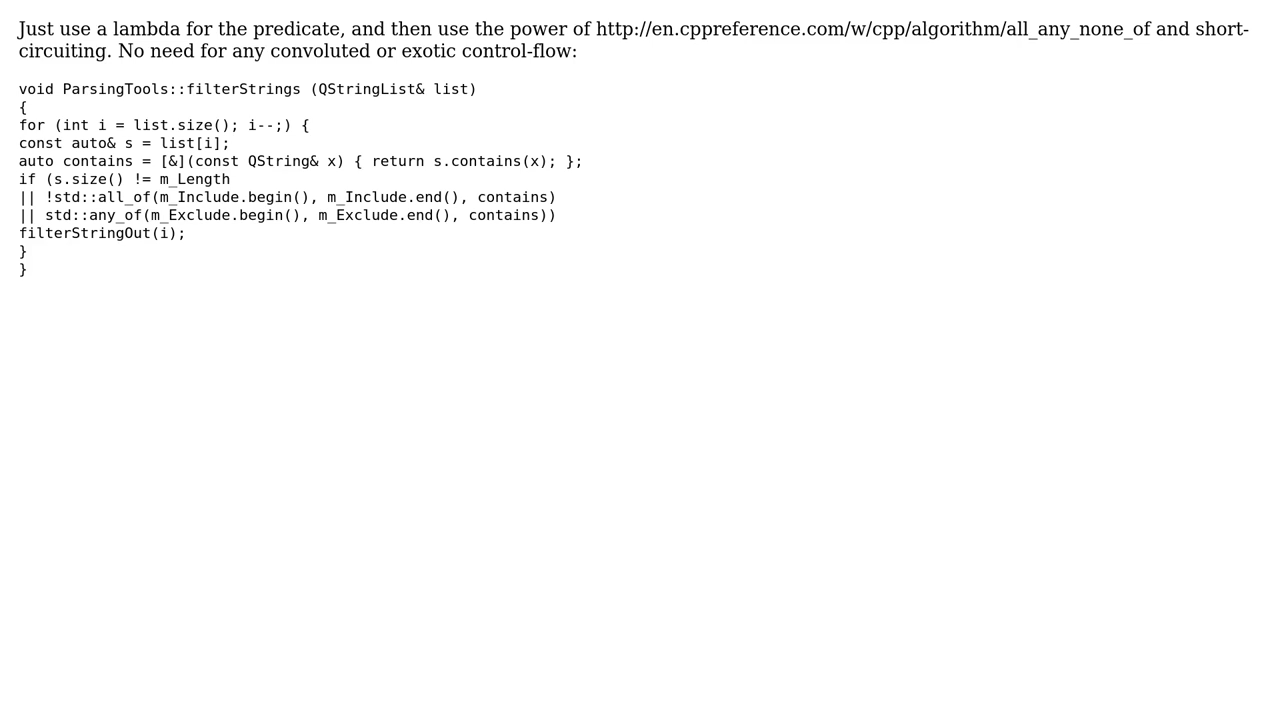 Just use a lambda for the predicate, and then use the power of http://en.cppreference.com/w/cpp/algorithm/all_any_none_of and short-
circuiting. No need for any convoluted or exotic control-flow:
void ParsingTools::filterStrings (QStringList& list)
{
for (int i = list.size(); i--;) {
const auto& s = list[i];
auto contains = [&](const QString& x) { return s.contains(x); };
if (s.size() != m_Length
|| !std::all_of(m_Include.begin(), m_Include.end(), contains)
|| std::any_of(m_Exclude.begin(), m_Exclude.end(), contains))
filterStringOut(i);
}
}